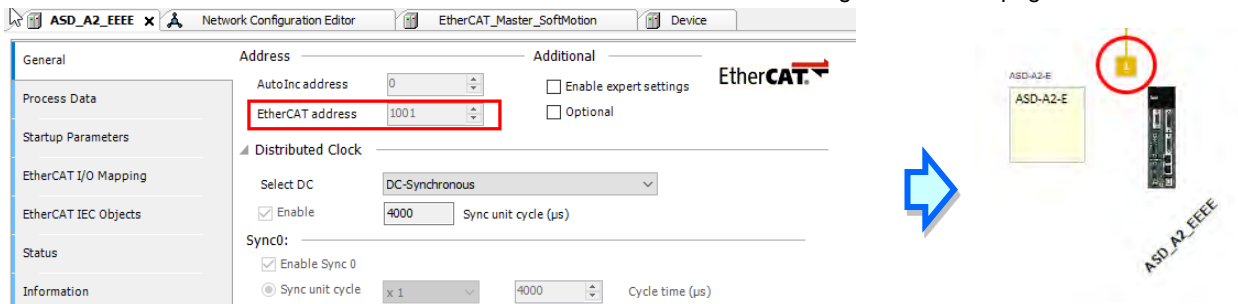 ASD_A2_EEEE x Network Configuration Editor EtherCAT_Master_SoftMotion Device
General
Process Data
Startup Parameters
EtherCAT I/O Mapping
EtherCAT IEC Objects
Status
Information
Address
AutoInc address 0
EtherCAT address 1001
Additional
Enable expert settings
Optional
EtherCAT
Distributed Clock
Select DC DC-Synchronous
Enable 4000 Sync unit cycle (µs)
Sync0:
Enable Sync 0
Sync unit cycle x 1 4000 Cycle time (µs)
ASD-A2-E
ASD-A2-E
1
ASD_A2_EEEE